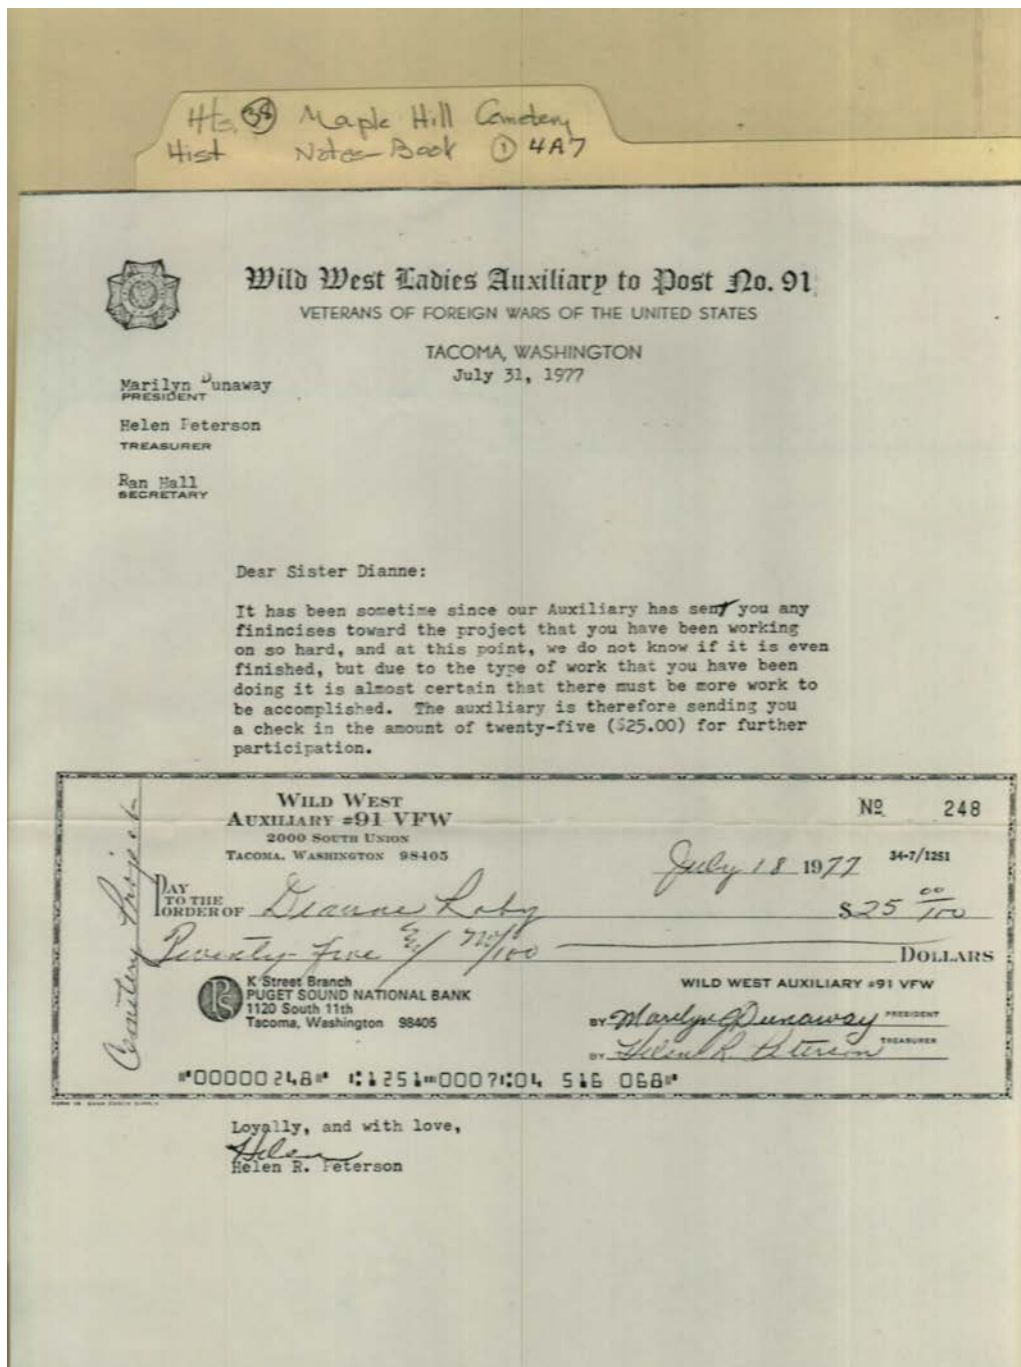 Hts. 38 Maple Hill Cemetery
Hist Notes-Book 1 4A7
Wild West Ladies Auxiliary to Post No. 91
VETERANS OF FOREIGN WARS OF THE UNITED STATES
TACOMA, WASHINGTON
July 31, 1977
Marilyn Dunaway
PRESIDENT
Helen Peterson
TREASURER
Ran Hall
SECRETARY
Dear Sister Dianne:
It has been sometime since our Auxiliary has sent you any
finincises toward the project that you have been working
on so hard, and at this point, we do not know if it is even
finished, but due to the type of work that you have been
doing it is almost certain that there must be more work to
be accomplished. The auxiliary is therefore sending you
a check in the amount of twenty-five ($25.00) for further
participation.
Cemetery Project
WILD WEST
AUXILIARY #91 VFW
2000 SOUTH UNION
TACOMA, WASHINGTON 98405
Nº 248
July 18 1977 34-7/1251
PAY
TO THE
ORDER OF Dianne $25 00/100
Twenty-five no/100 DOLLARS
K Street Branch
PUGET SOUND NATIONAL BANK
1120 South 11th
Tacoma, Washington 98405
WILD WEST AUXILIARY #91 VFW
BY Marilyn Dunaway PRESIDENT
BY Helen R. Peterson TREASURER
⑈00000248⑈ ⑆1251⑉0007⑆04 516 068⑈
Loyally, and with love,
Helen
Helen R. Peterson